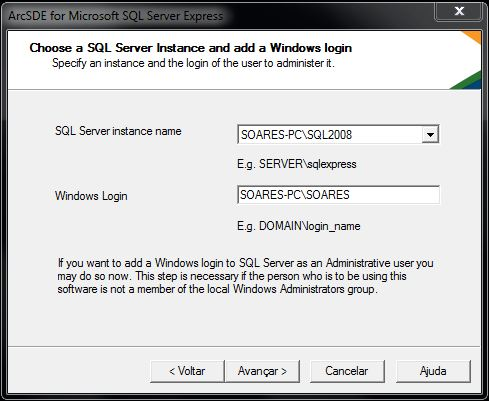 ArcSDE for Microsoft SQL Server Express
Choose a SQL Server Instance and add a Windows login
Specify an instance and the login of the user to administer it.
SQL Server instance name
SOARES-PC\SQL2008
E.g. SERVER\sqlexpress
Windows Login
SOARES-PC\SOARES
E.g. DOMAIN\login_name
If you want to add a Windows login to SQL Server as an Administrative user you
may do so now. This step is necessary if the person who is to be using this
software is not a member of the local Windows Administrators group.
< Voltar
Avançar >
Cancelar
Ajuda